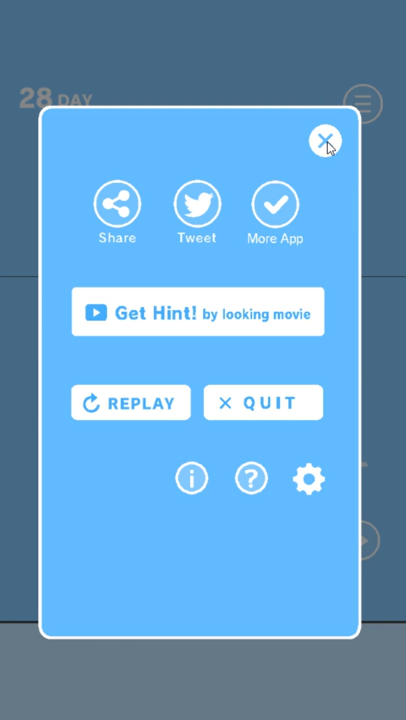 28 DAY
Share
Tweet
More App
Get Hint! by looking movie
REPLAY
QUIT